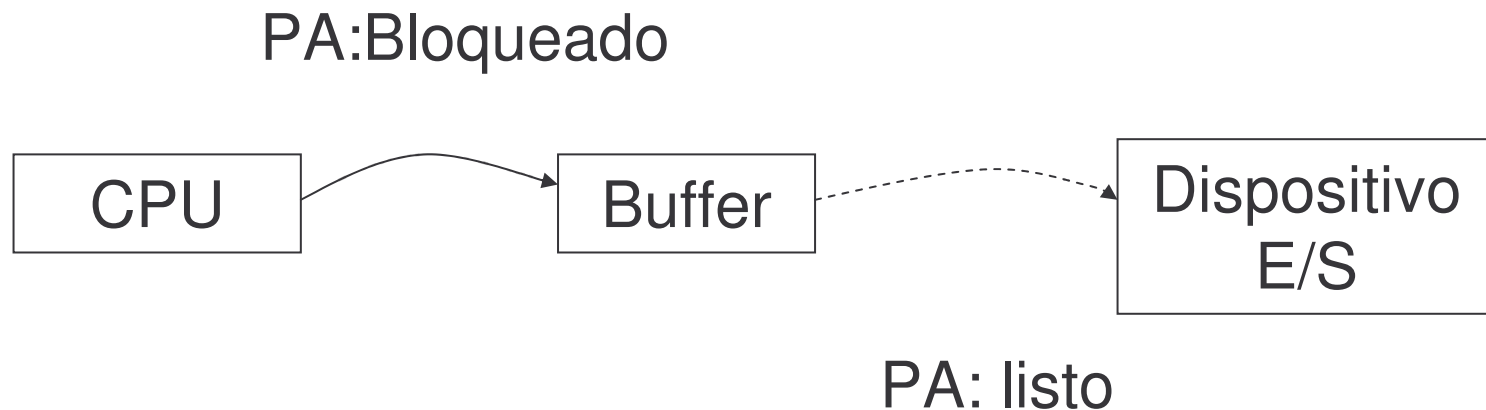 PA:Bloqueado
CPU
Buffer
Dispositivo
E/S
PA: listo